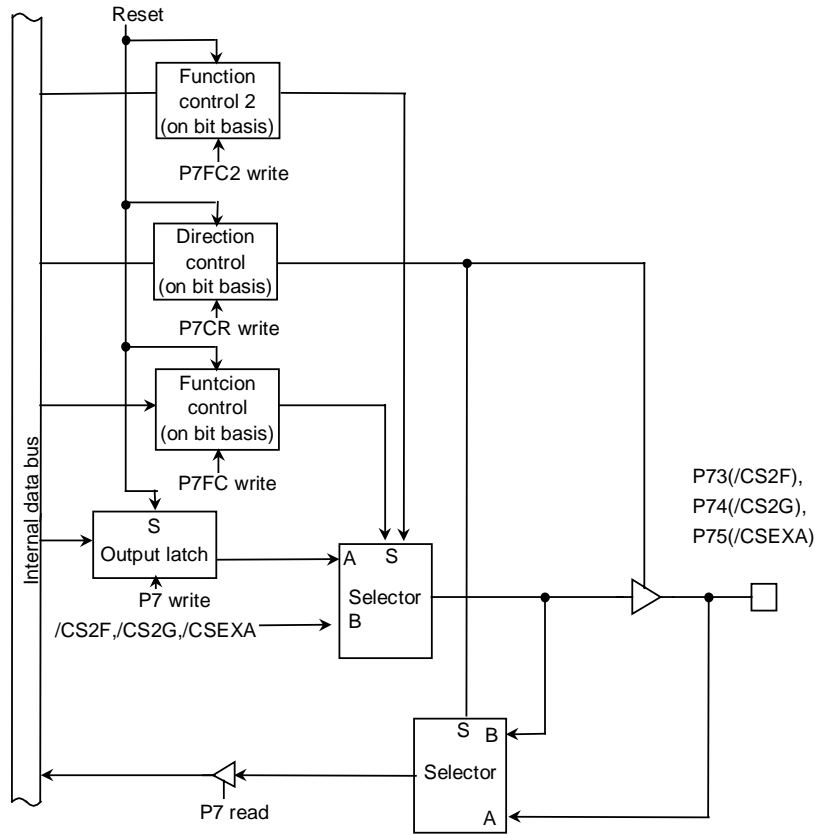 Reset
Function
control 2
(on bit basis)
P7FC2 write
Direction
control
(on bit basis)
P7CR write
Funtcion
control
(on bit basis)
P7FC write
Internal data bus
S
Output latch
P7 write
/CS2F,/CS2G,/CSEXA
A
S
Selector
B
P73(/CS2F),
P74(/CS2G),
P75(/CSEXA)
S
B
Selector
A
P7 read